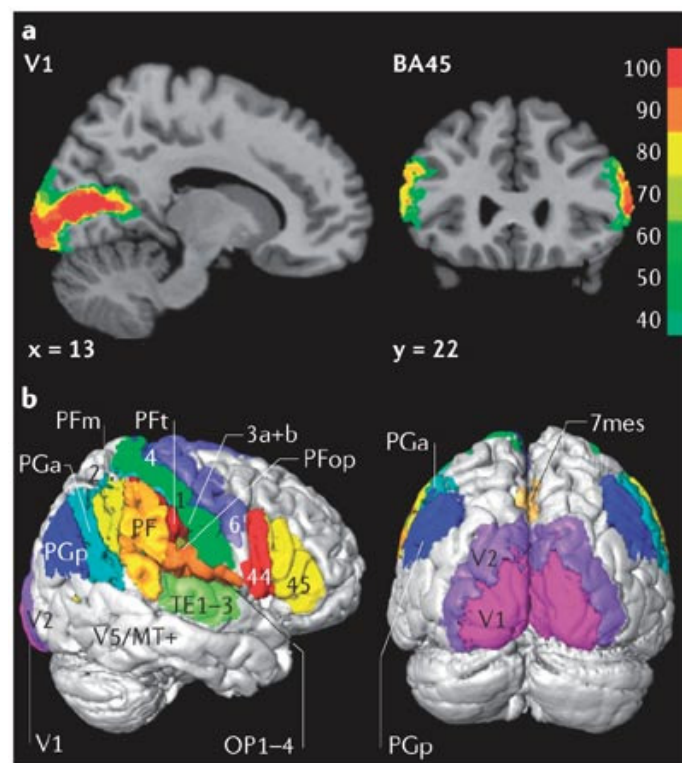 a
V1
BA45
100
90
80
70
60
50
40
x = 13
y = 22
b
PFm
PFt
3a+b
PFop
PGa
2
4
1
6
PF
PGp
44
45
TE1–3
V2
V5/MT+
V1
OP1–4
7mes
PGa
V2
V1
PGp